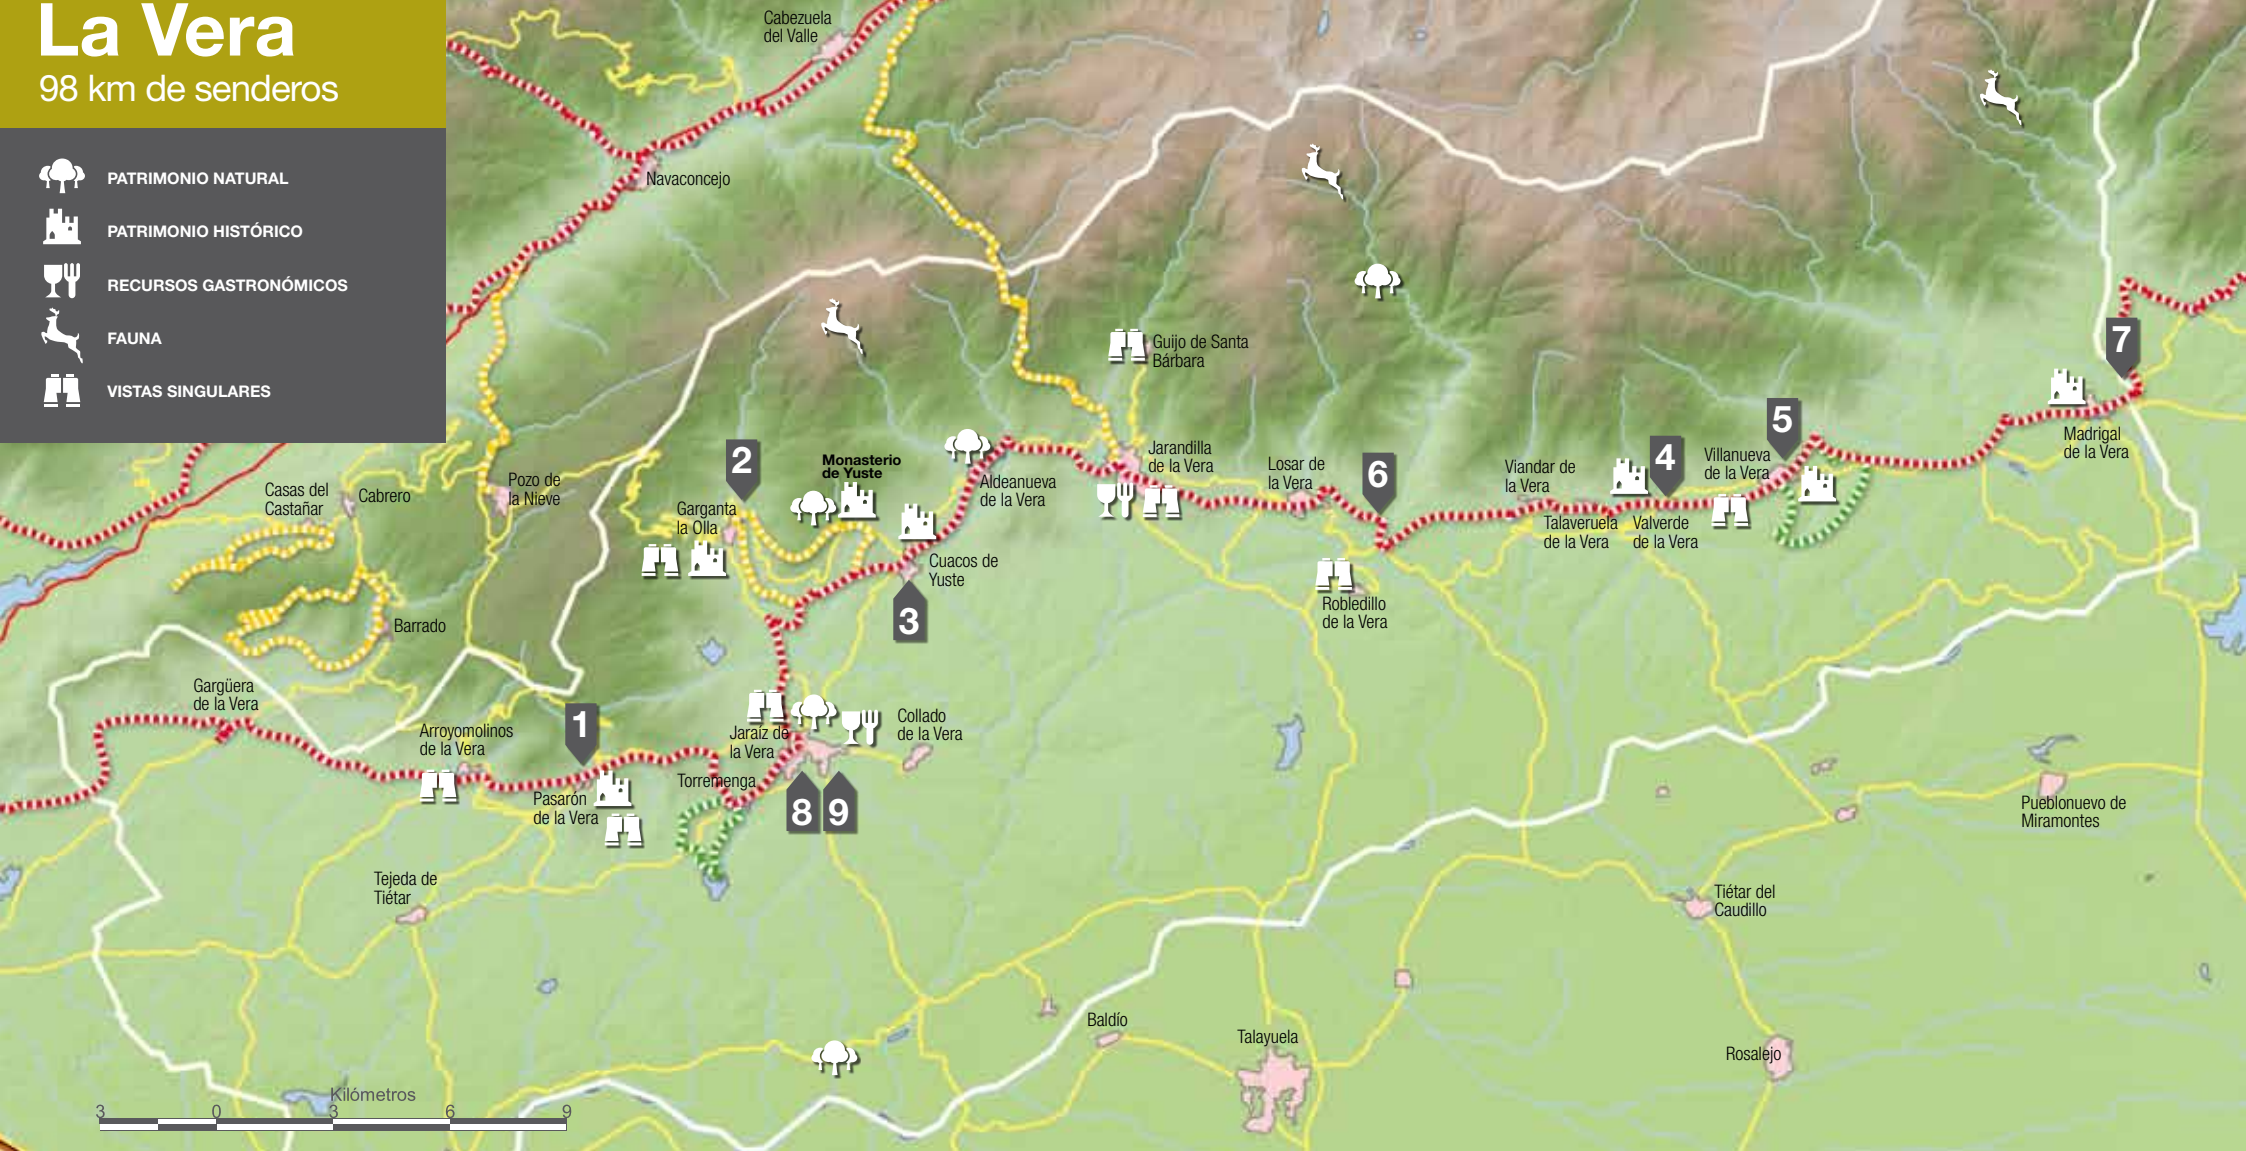 La Vera
98 km de senderos
PATRIMONIO NATURAL
PATRIMONIO HISTÓRICO
RECURSOS GASTRONÓMICOS
FAUNA
VISTAS SINGULARES
Cabezuela
del Valle
Navaconcejo
Guijo de Santa
Bárbara
7
Madrigal
de la Vera
5
Villanueva
de la Vera
4
Viandar de
la Vera
Talaveruela
de la Vera
Valverde
de la Vera
6
Losar de
la Vera
Jarandilla
de la Vera
Robledillo
de la Vera
Aldeanueva
de la Vera
Monasterio
de Yuste
2
Garganta
la Olla
Cuacos de
Yuste
3
Pozo de
la Nieve
Casas del
Castañar
Cabrero
Barrado
Gargüera
de la Vera
Arroyomolinos
de la Vera
1
Pasarón
de la Vera
Jaraíz de
la Vera
Collado
de la Vera
Torremenga
8
9
Tejeda de
Tiétar
Pueblonuevo de
Miramontes
Tiétar del
Caudillo
Baldío
Talayuela
Rosalejo
Kilómetros
3 0 3 6 9